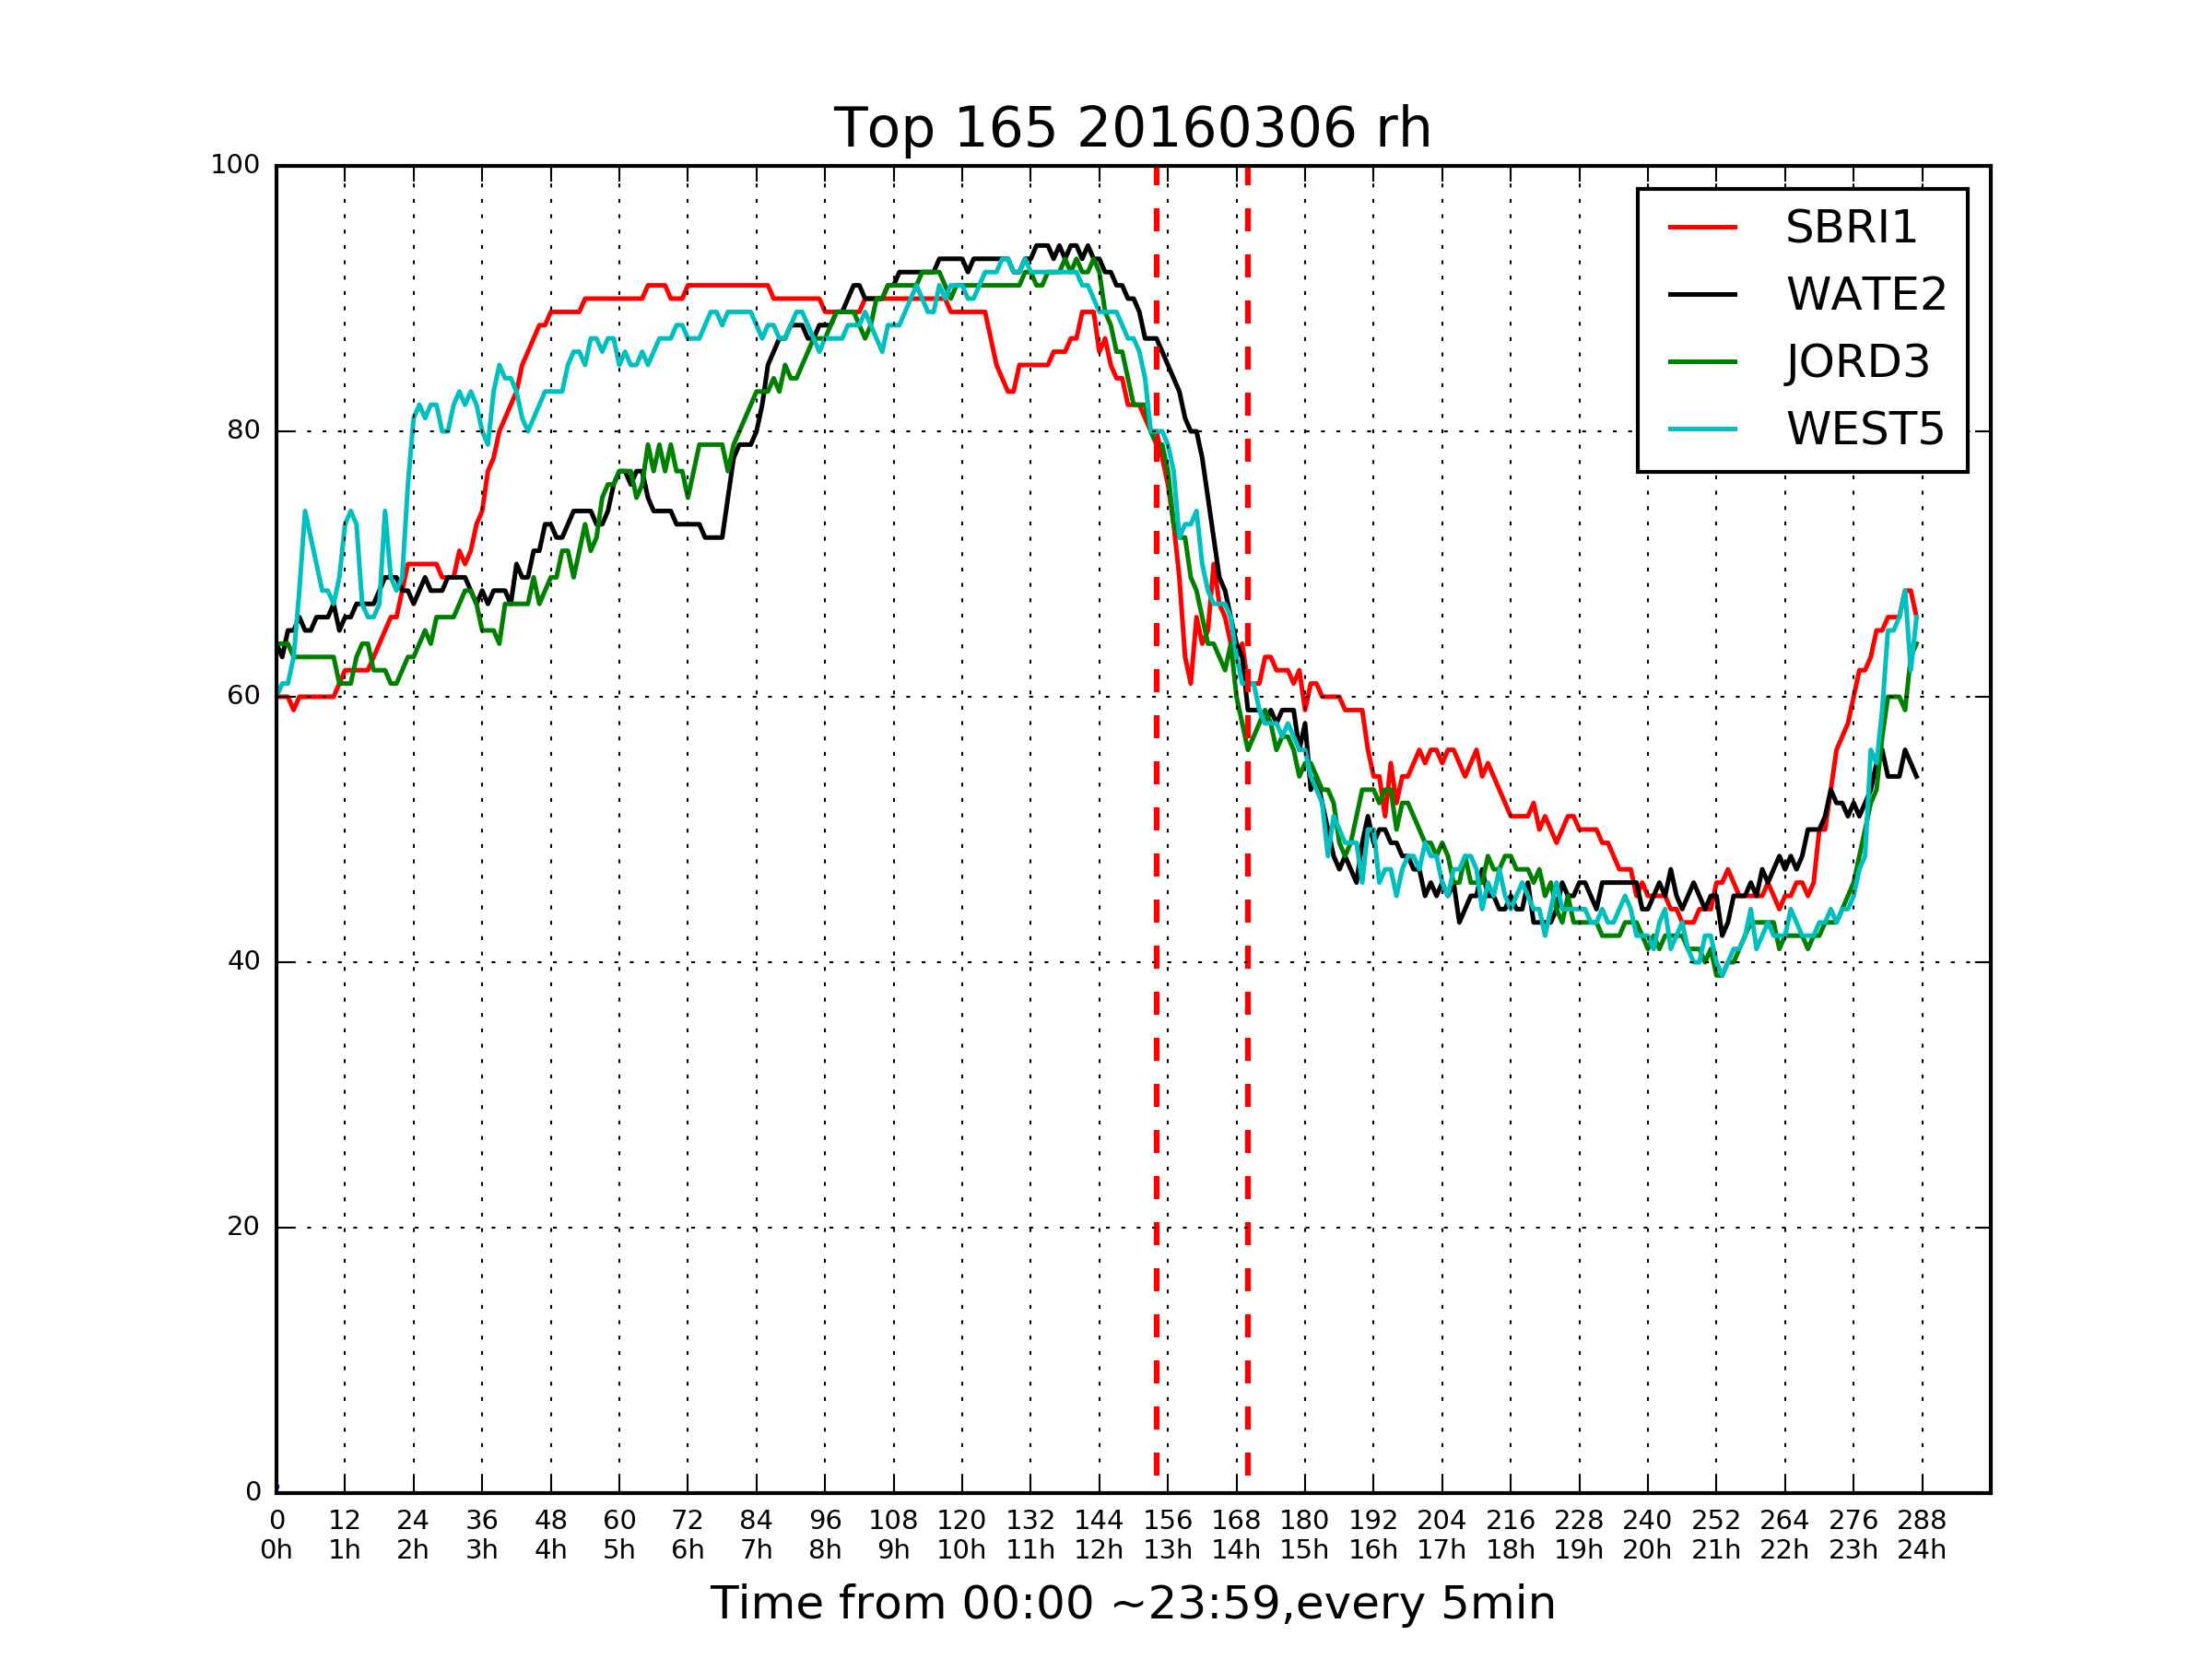 Top 165 20160306 rh
100
80
60
40
20
0
SBRI1
WATE2
JORD3
WEST5
0 12 24 36 48 60 72 84 96 108 120 132 144 156 168 180 192 204 216 228 240 252 264 276 288
0h 1h 2h 3h 4h 5h 6h 7h 8h 9h 10h 11h 12h 13h 14h 15h 16h 17h 18h 19h 20h 21h 22h 23h 24h
Time from 00:00 ~23:59,every 5min